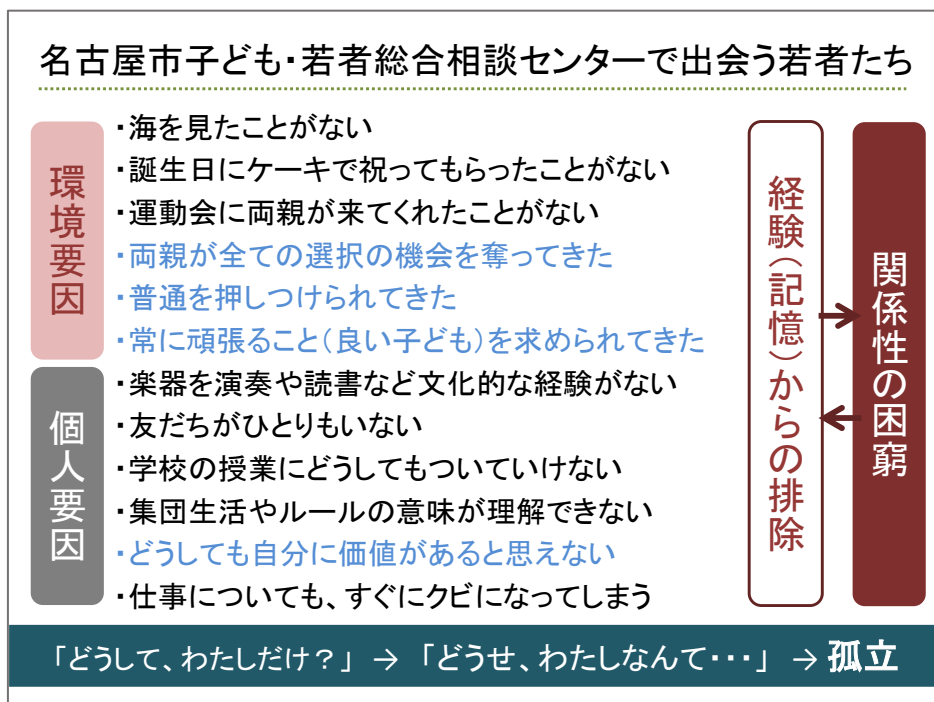 名古屋市子ども・若者総合相談センターで出会う若者たち
環境要因
・海を見たことがない
・誕生日にケーキで祝ってもらったことがない
・運動会に両親が来てくれたことがない
・両親が全ての選択の機会を奪ってきた
・普通を押しつけられてきた
・常に頑張ること(良い子ども)を求められてきた
個人要因
・楽器を演奏や読書など文化的な経験がない
・友だちがひとりもいない
・学校の授業にどうしてもついていけない
・集団生活やルールの意味が理解できない
・どうしても自分に価値があると思えない
・仕事についても、すぐにクビになってしまう
経験(記憶)からの排除
関係性の困窮
「どうして、わたしだけ？」 → 「どうせ、わたしなんて・・・」 → 孤立